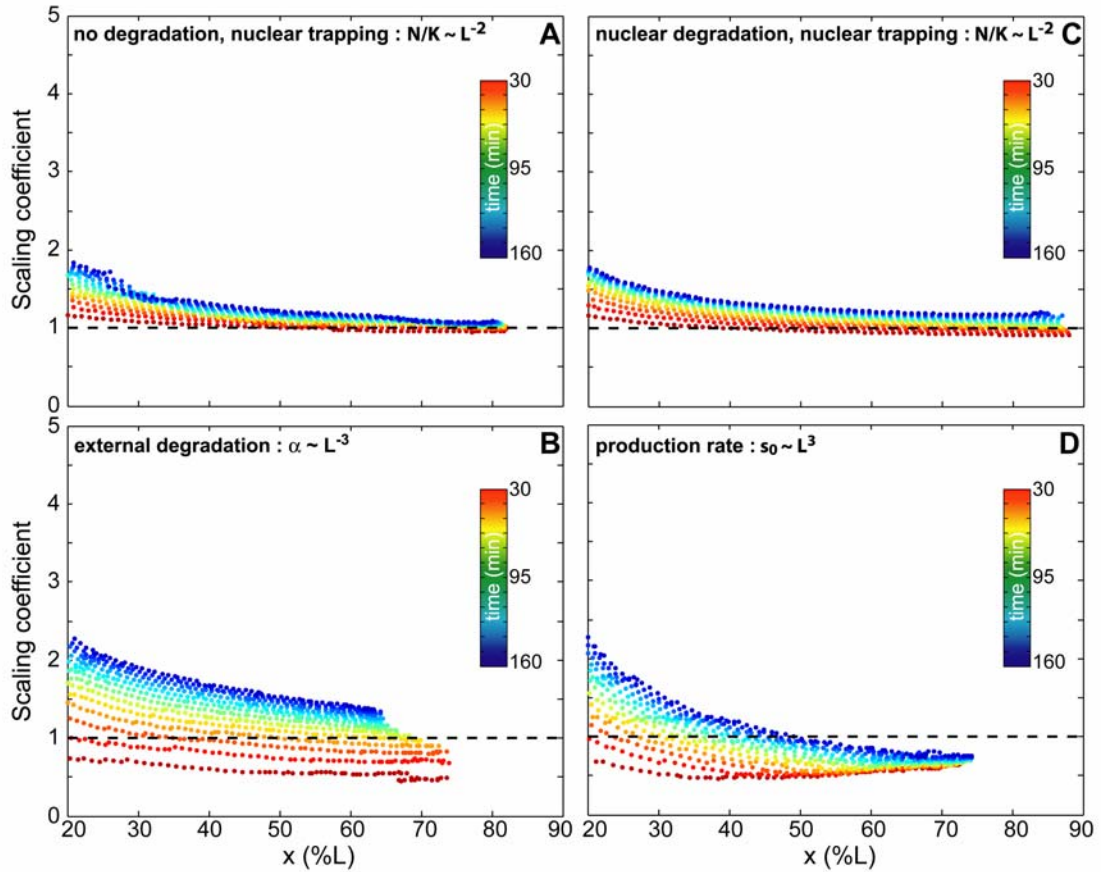 no degradation, nuclear trapping : N/K ~ L⁻² A
5
4
3
2
1
0
Scaling coefficient
30
95
160
time (min)
nuclear degradation, nuclear trapping : N/K ~ L⁻² C
30
95
160
time (min)
external degradation : α ~ L⁻³ B
5
4
3
2
1
0
Scaling coefficient
30
95
160
time (min)
20 30 40 50 60 70 80 90
x (%L)
production rate : s₀ ~ L³ D
30
95
160
time (min)
20 30 40 50 60 70 80 90
x (%L)